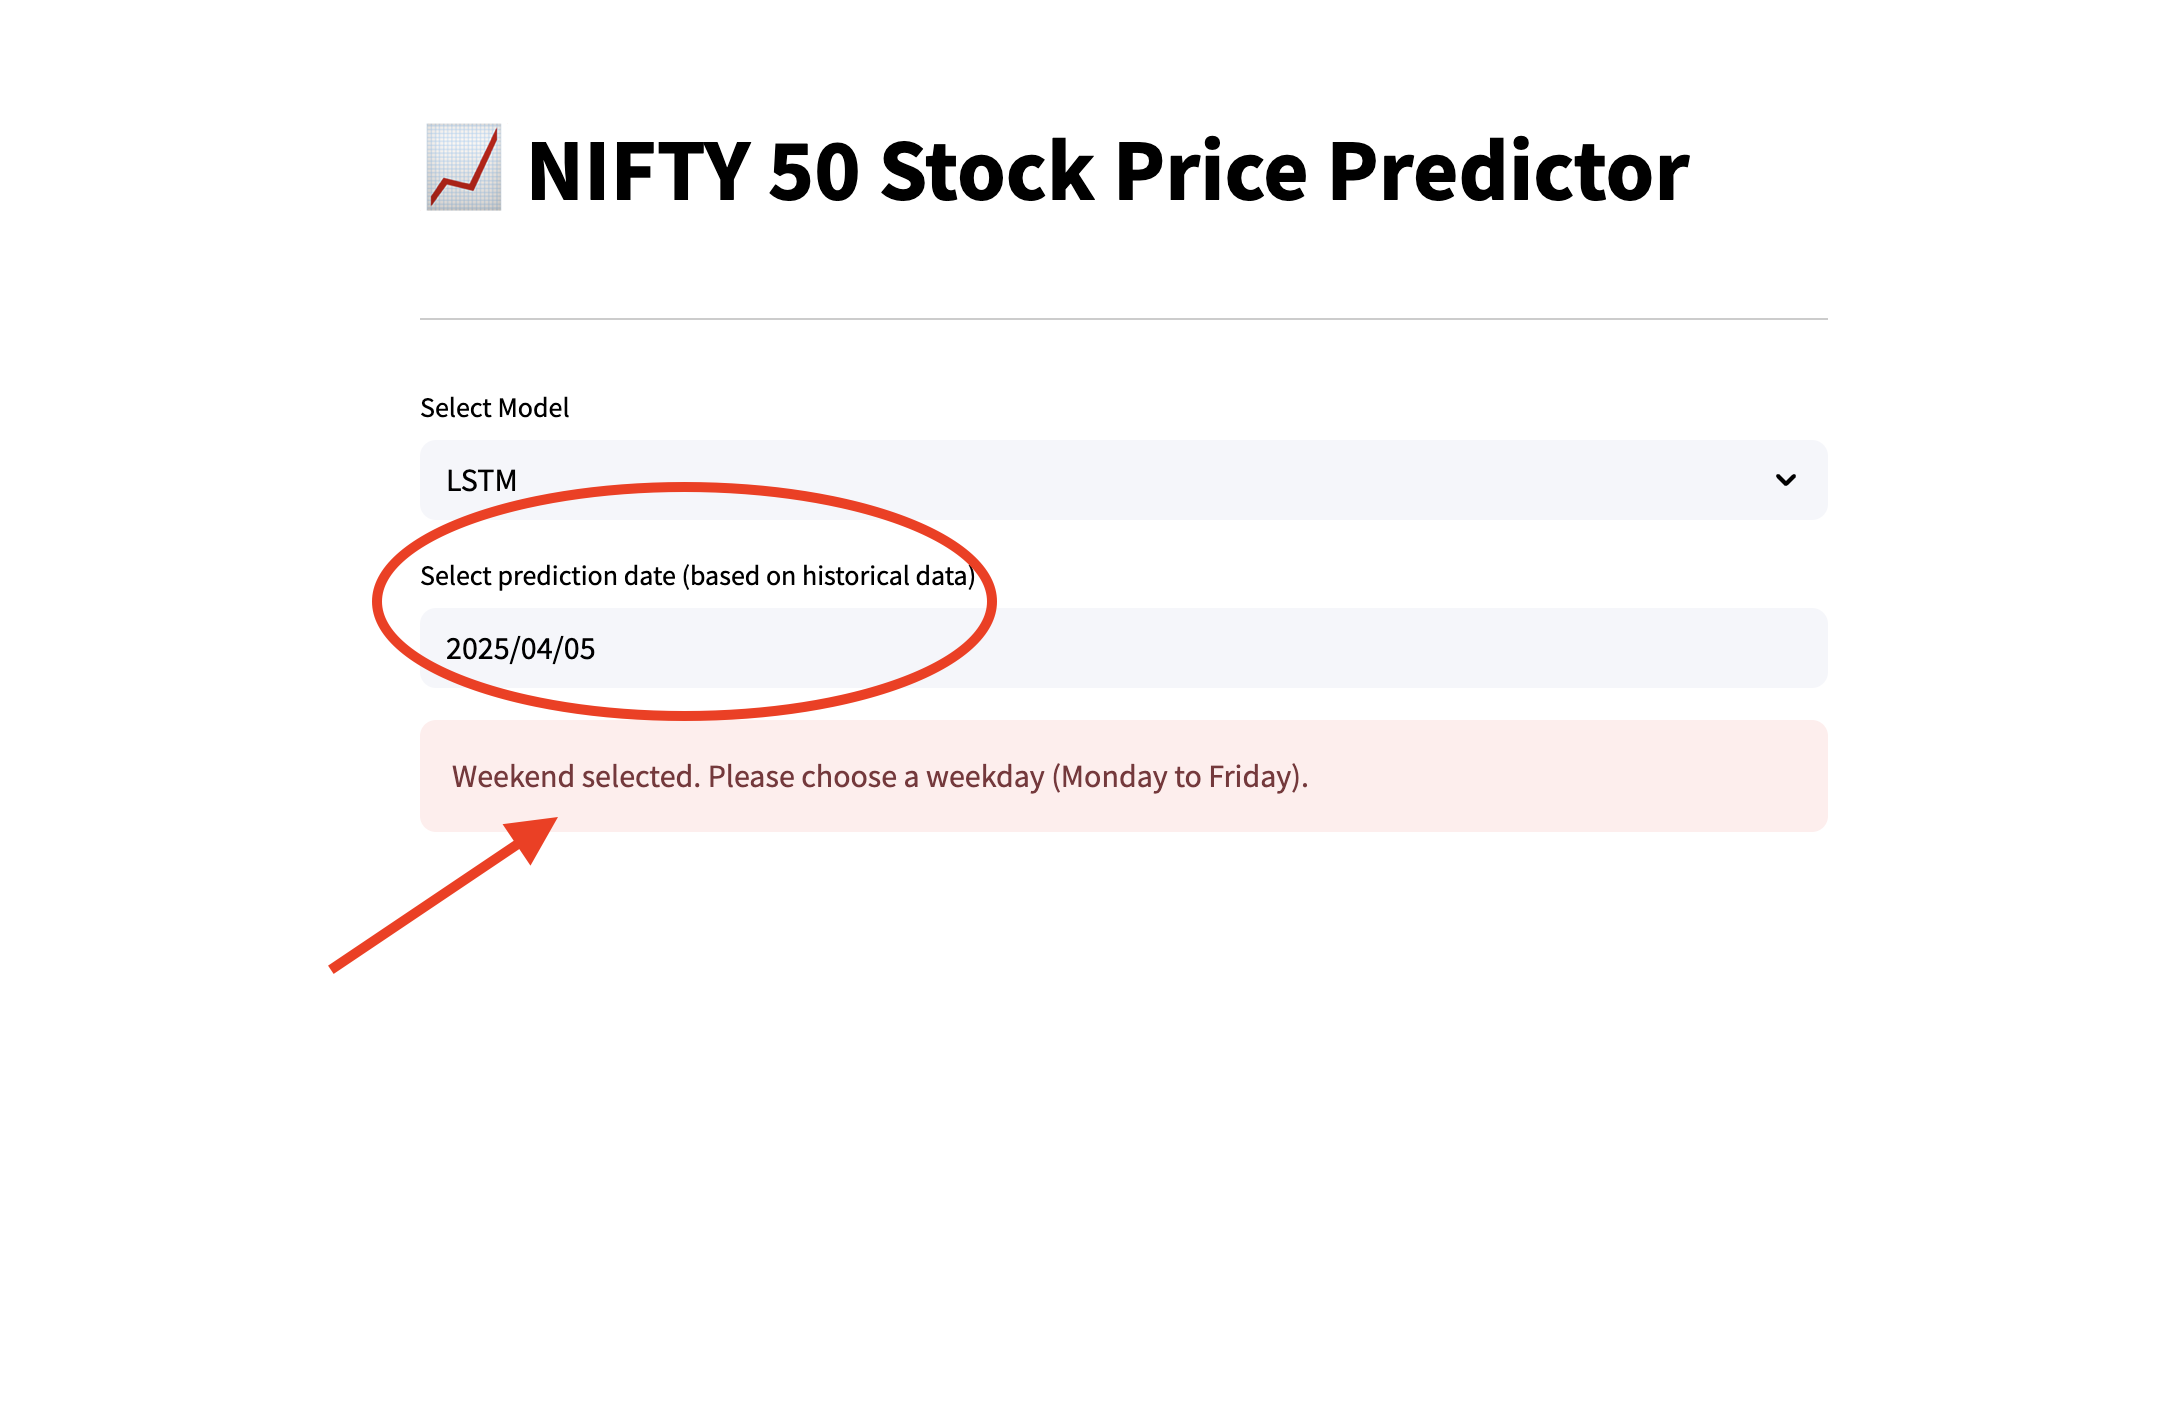 NIFTY 50 Stock Price Predictor
Select Model
LSTM
Select prediction date (based on historical data)
2025/04/05
Weekend selected. Please choose a weekday (Monday to Friday).